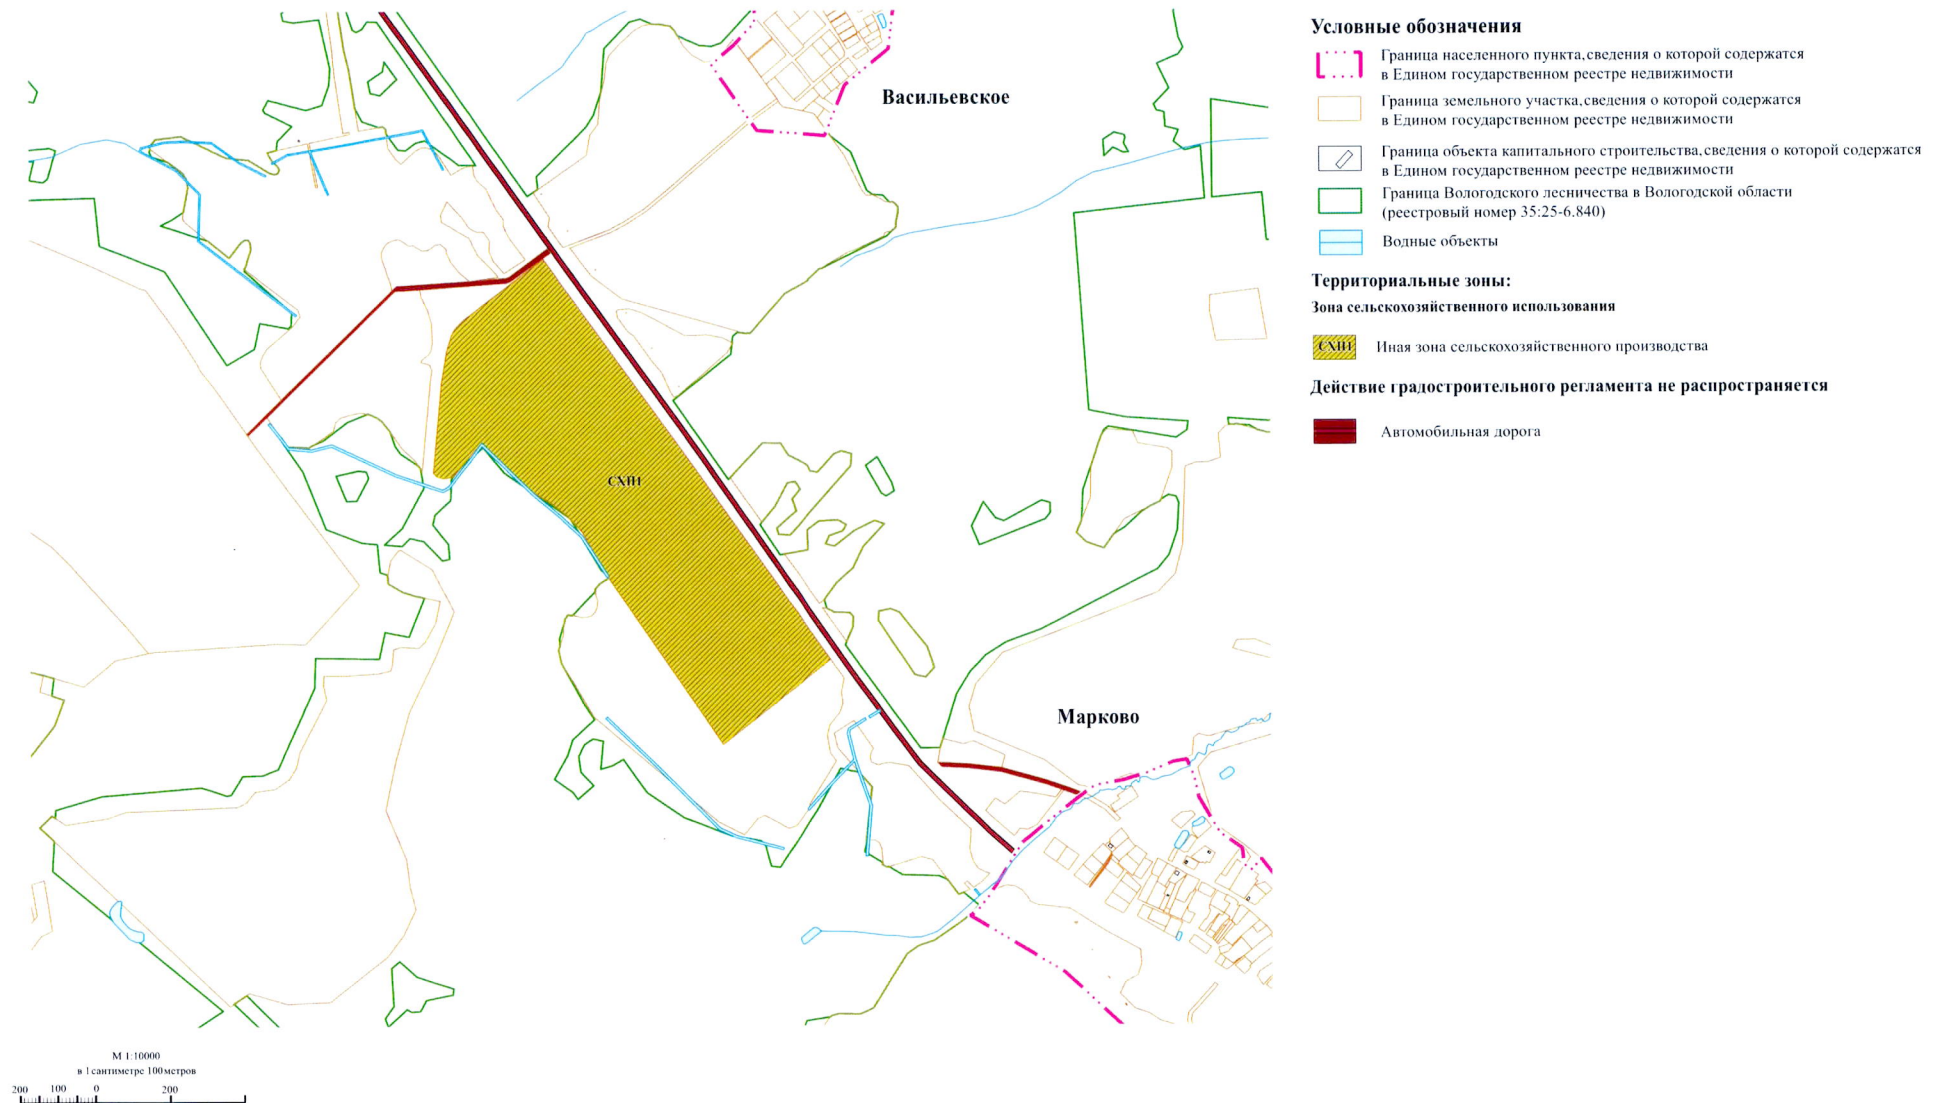 Васильевское
СХП1
Марково
М 1:10000
в 1 сантиметре 100 метров
200 100 0 200
Условные обозначения
Граница населенного пункта, сведения о которой содержатся
в Едином государственном реестре недвижимости
Граница земельного участка, сведения о которой содержатся
в Едином государственном реестре недвижимости
Граница объекта капитального строительства, сведения о которой содержатся
в Едином государственном реестре недвижимости
Граница Вологодского лесничества в Вологодской области
(реестровый номер 35:25-6.840)
Водные объекты
Территориальные зоны:
Зона сельскохозяйственного использования
СХП1 Иная зона сельскохозяйственного производства
Действие градостроительного регламента не распространяется
Автомобильная дорога